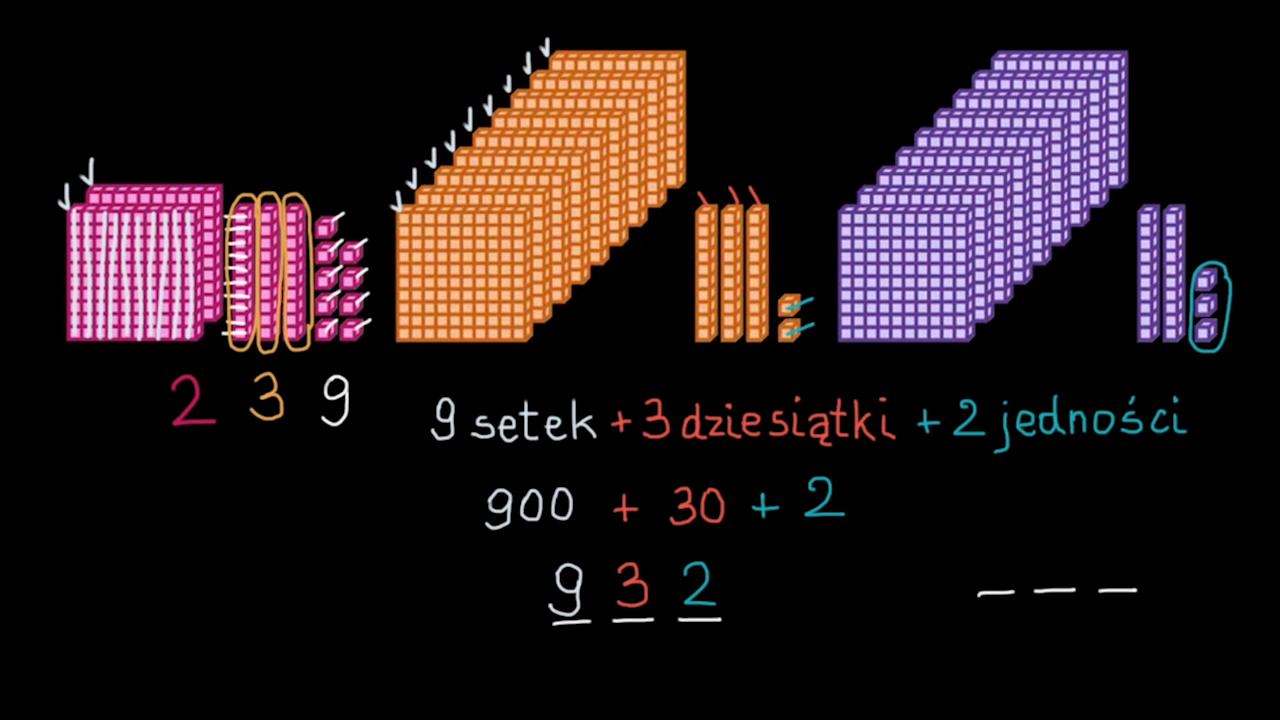 2 3 9
9 setek + 3 dziesiątki + 2 jedności
900 + 30 + 2
9 3 2
_ _ _